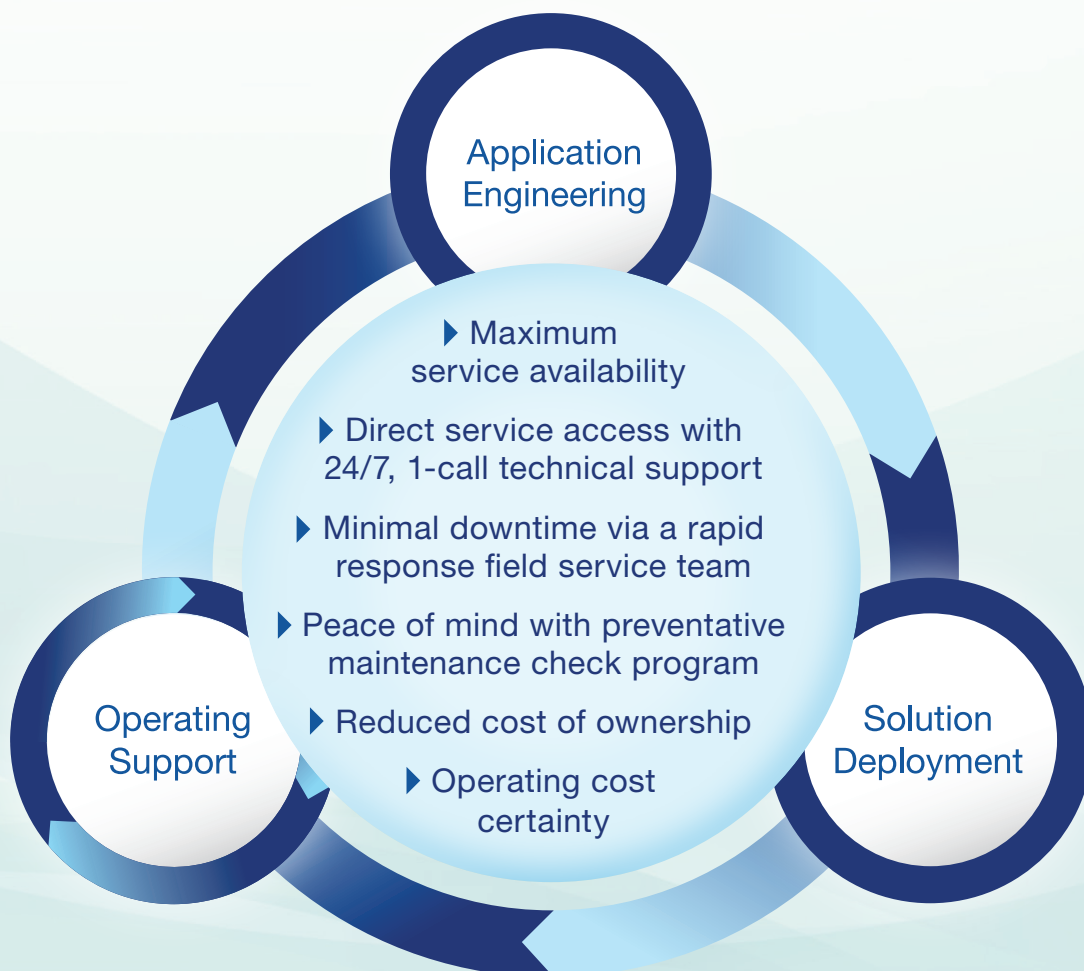 Application
Engineering
▶ Maximum
service availability
▶ Direct service access with
24/7, 1-call technical support
▶ Minimal downtime via a rapid
response field service team
▶ Peace of mind with preventative
maintenance check program
▶ Reduced cost of ownership
▶ Operating cost
certainty
Operating
Support
Solution
Deployment